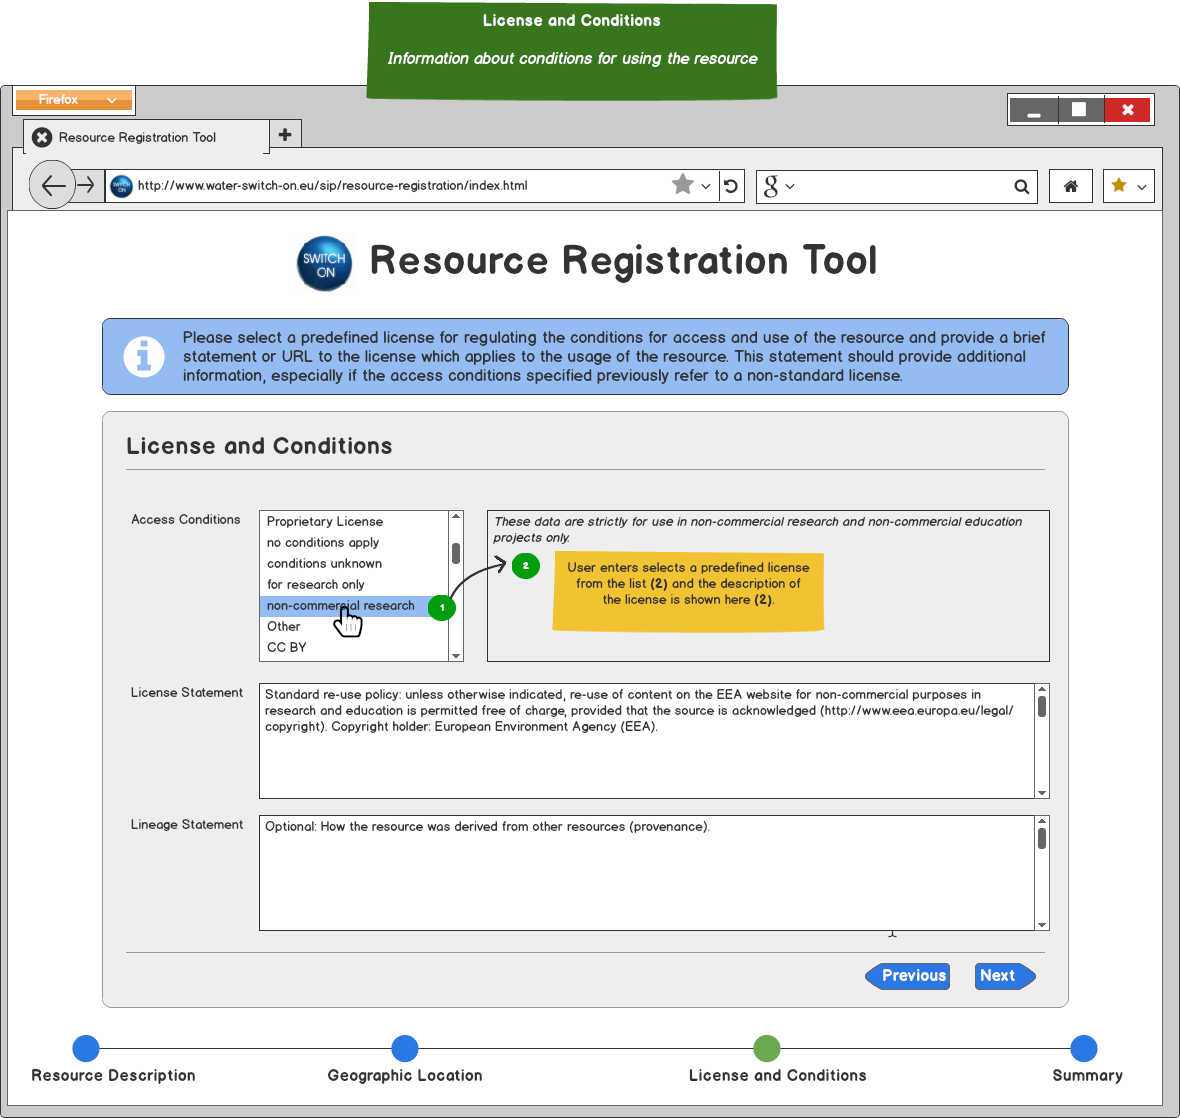 License and Conditions
Information about conditions for using the resource
Firefox
Resource Registration Tool
SWITCH ON
http://www.water-switch-on.eu/sip/resource-registration/index.html
g
SWITCH
ON
Resource Registration Tool
Please select a predefined license for regulating the conditions for access and use of the resource and provide a brief
statement or URL to the license which applies to the usage of the resource. This statement should provide additional
information, especially if the access conditions specified previously refer to a non-standard license.
License and Conditions
Access Conditions
Proprietary License
no conditions apply
conditions unknown
for research only
non-commercial research
Other
CC BY
1
These data are strictly for use in non-commercial research and non-commercial education
projects only.
2
User enters selects a predefined license
from the list (2) and the description of
the license is shown here (2).
License Statement
Standard re-use policy: unless otherwise indicated, re-use of content on the EEA website for non-commercial purposes in
research and education is permitted free of charge, provided that the source is acknowledged (http://www.eea.europa.eu/legal/
copyright). Copyright holder: European Environment Agency (EEA).
Lineage Statement
Optional: How the resource was derived from other resources (provenance).
Previous
Next
Resource Description
Geographic Location
License and Conditions
Summary